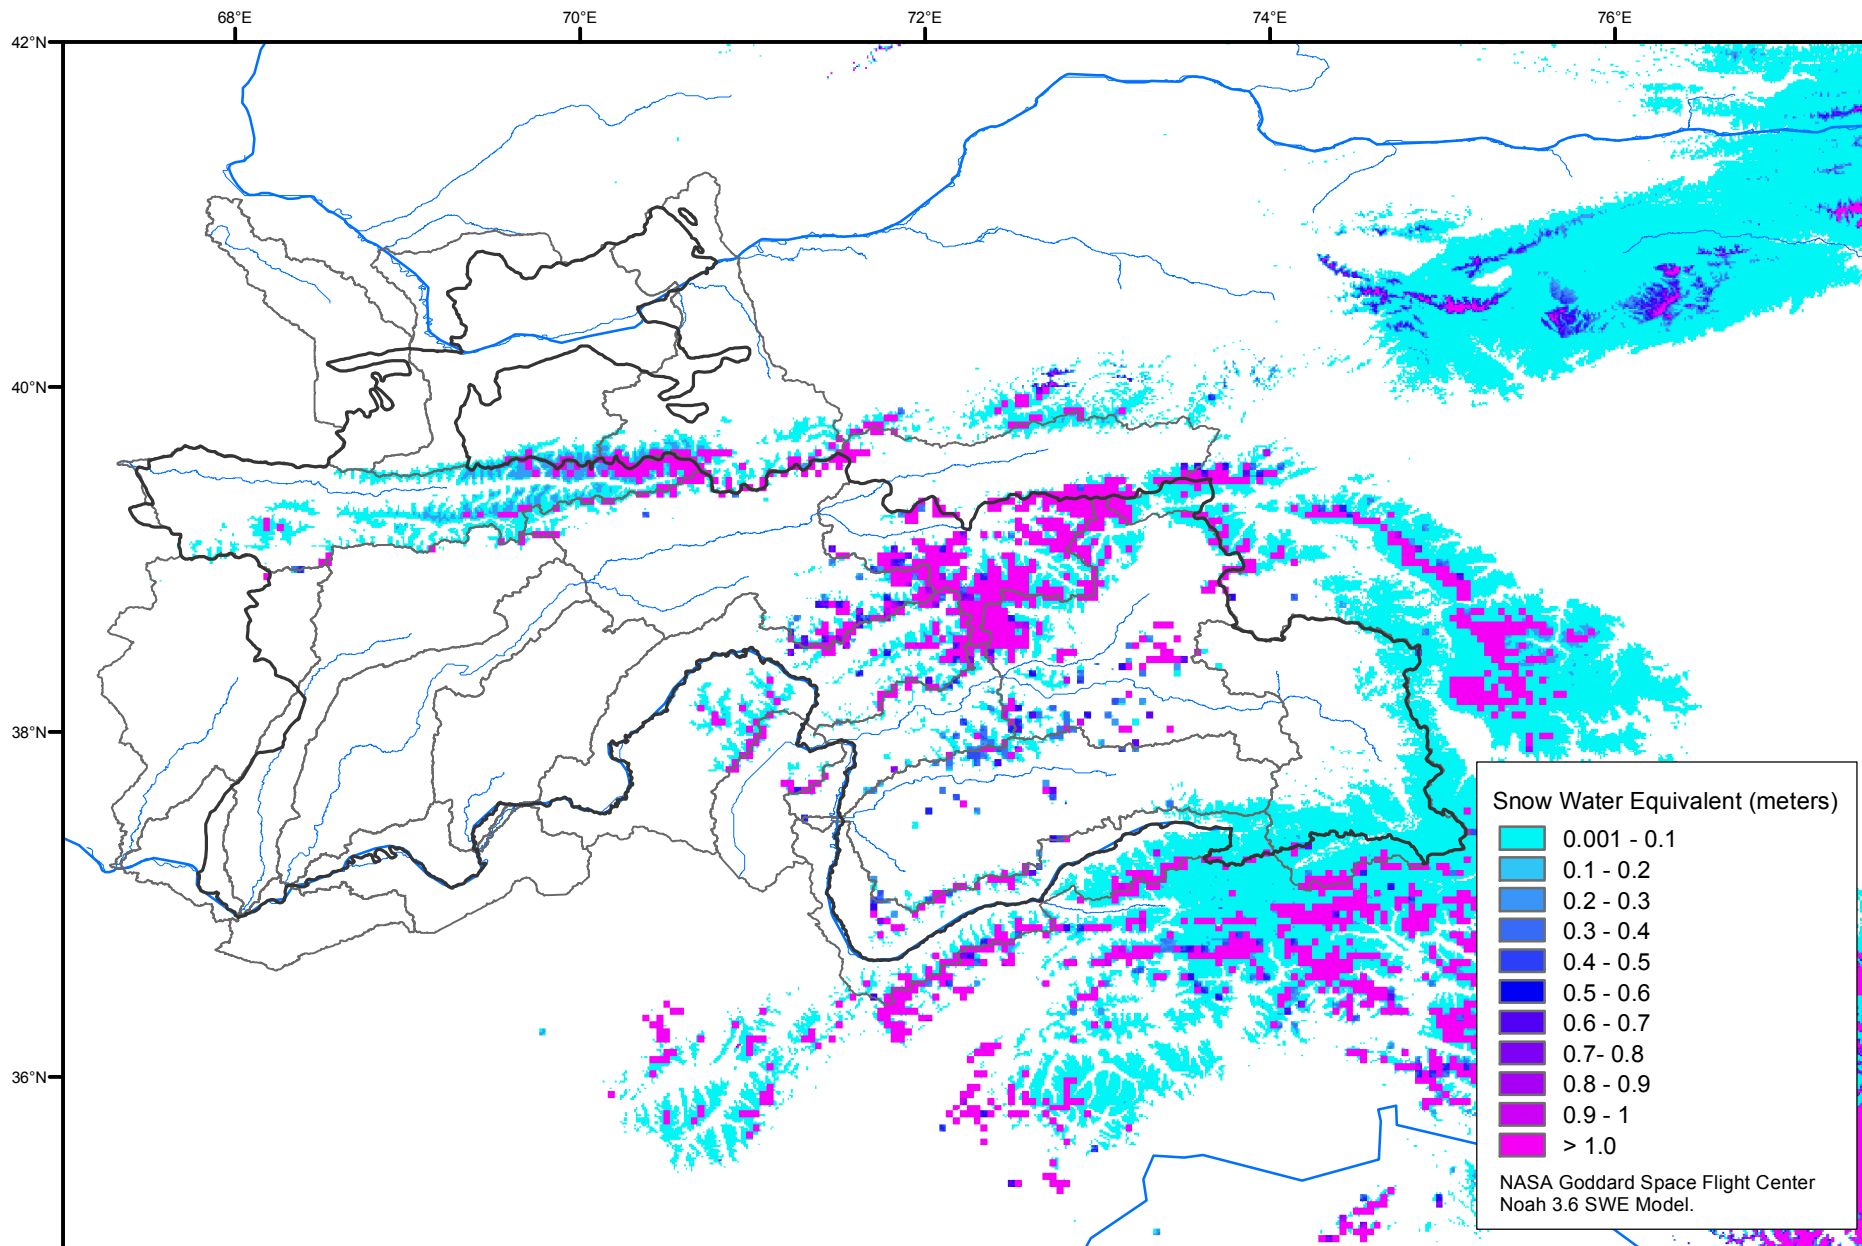 68°E
70°E
72°E
74°E
76°E
42°N
40°N
38°N
36°N
Snow Water Equivalent (meters)
0.001 - 0.1
0.1 - 0.2
0.2 - 0.3
0.3 - 0.4
0.4 - 0.5
0.5 - 0.6
0.6 - 0.7
0.7- 0.8
0.8 - 0.9
0.9 - 1
> 1.0
NASA Goddard Space Flight Center
Noah 3.6 SWE Model.